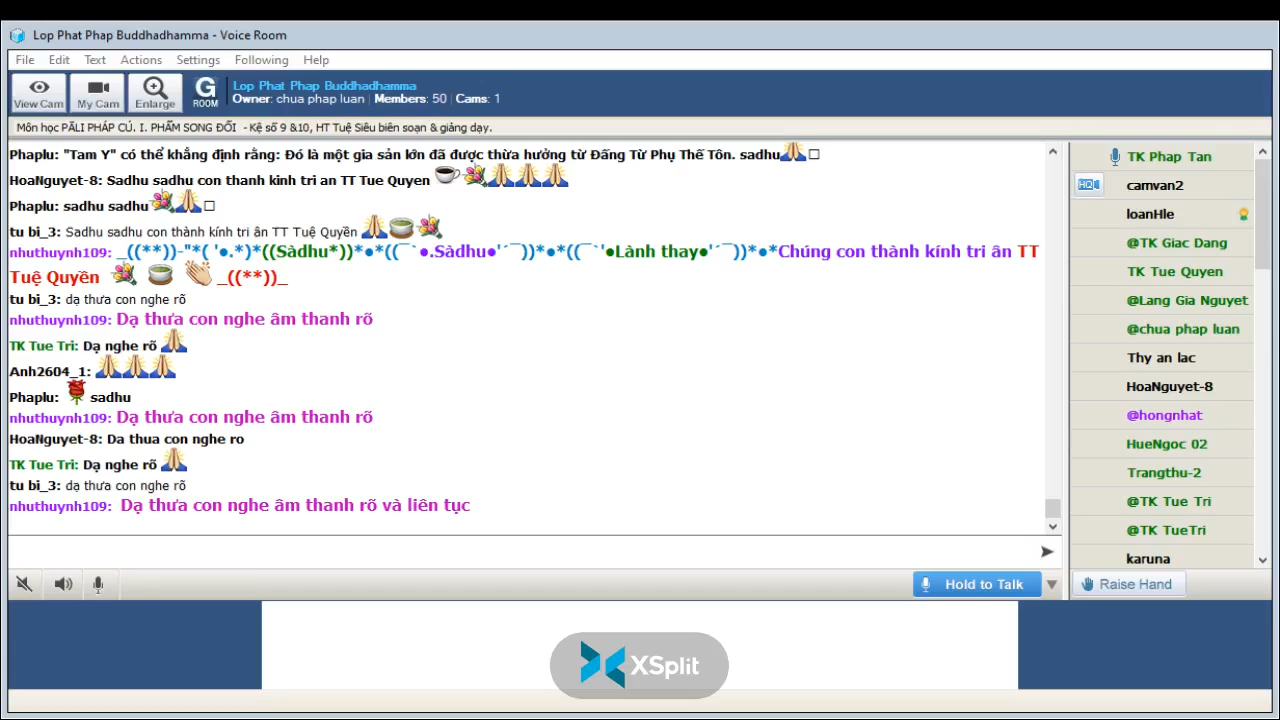 Lop Phat Phap Buddhadhamma - Voice Room
File Edit Text Actions Settings Following Help
View Cam My Cam Enlarge G ROOM
Lop Phat Phap Buddhadhamma
Owner: chua phap luan | Members: 50 | Cams: 1
Môn học PĀLI PHÁP CÚ. I. PHẨM SONG ĐỐI - Kệ số 9 &10, HT Tuệ Siêu biên soạn & giảng dạy.
Phaplu: "Tam Y" có thể khẳng định rằng: Đó là một gia sản lớn đã được thừa hưởng từ Đấng Từ Phụ Thế Tôn. sadhu
HoaNguyet-8: Sadhu sadhu con thanh kinh tri an TT Tue Quyen
Phaplu: sadhu sadhu
tu bi_3: Sadhu sadhu con thành kính tri ân TT Tuệ Quyền
nhuthuynh109: _((**))-"*( '●.*)*((Sàdhu*))*●*((¯`●.Sàdhu●'´¯))*●*((¯`'●Lành thay●'´¯))*●*Chúng con thành kính tri ân TT
Tuệ Quyền _((**))_
tu bi_3: dạ thưa con nghe rõ
nhuthuynh109: Dạ thưa con nghe âm thanh rõ
TK Tue Tri: Dạ nghe rõ
Anh2604_1:
Phaplu: sadhu
nhuthuynh109: Dạ thưa con nghe âm thanh rõ
HoaNguyet-8: Da thua con nghe ro
TK Tue Tri: Dạ nghe rõ
tu bi_3: dạ thưa con nghe rõ
nhuthuynh109: Dạ thưa con nghe âm thanh rõ và liên tục
Hold to Talk
TK Phap Tan
HQ camvan2
loanHle
@TK Giac Dang
TK Tue Quyen
@Lang Gia Nguyet
@chua phap luan
Thy an lac
HoaNguyet-8
@hongnhat
HueNgoc 02
Trangthu-2
@TK Tue Tri
@TK TueTri
karuna
Raise Hand
XSplit